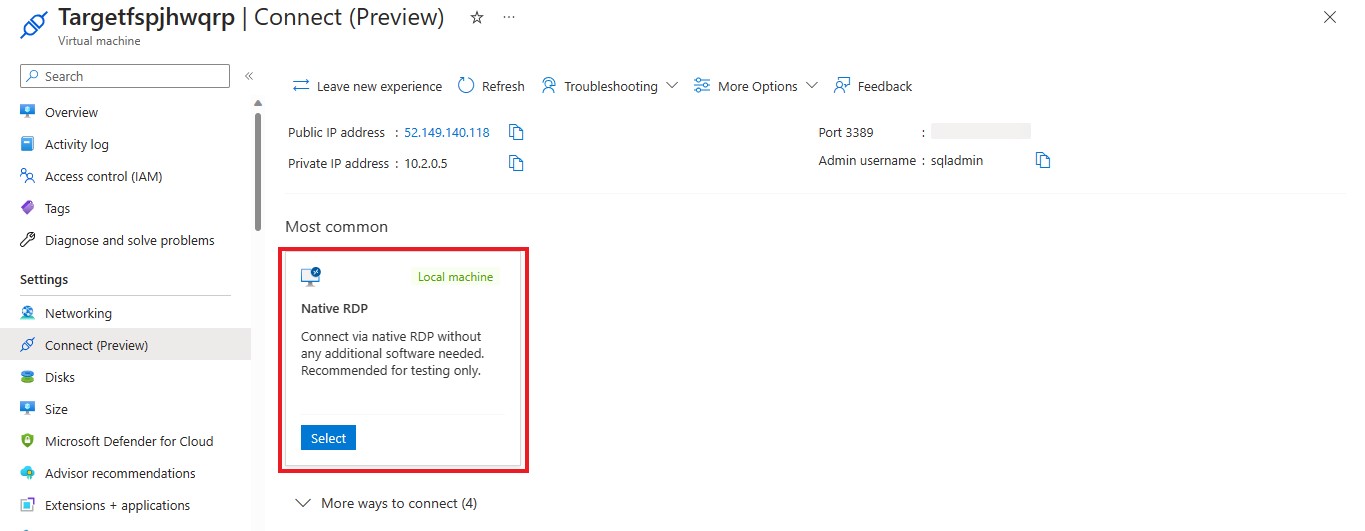 Targetfspjhwqrp | Connect (Preview)
Virtual machine
Search
Overview
Activity log
Access control (IAM)
Tags
Diagnose and solve problems
Settings
Networking
Connect (Preview)
Disks
Size
Microsoft Defender for Cloud
Advisor recommendations
Extensions + applications
Leave new experience Refresh Troubleshooting More Options Feedback
Public IP address : 52.149.140.118
Private IP address : 10.2.0.5
Port 3389 :
Admin username : sqladmin
Most common
Local machine
Native RDP
Connect via native RDP without
any additional software needed.
Recommended for testing only.
Select
More ways to connect (4)